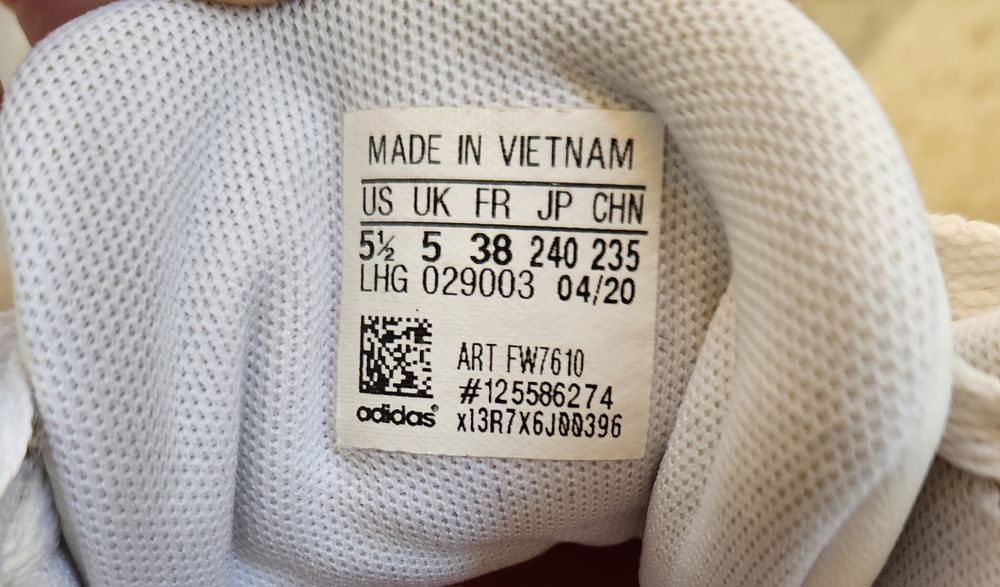 MADE IN VIETNAM
US UK FR JP CHN
5½ 5 38 240 235
LHG 029003 04/20
ART FW7610
#125586274
adidas® xl3R7X6J00396